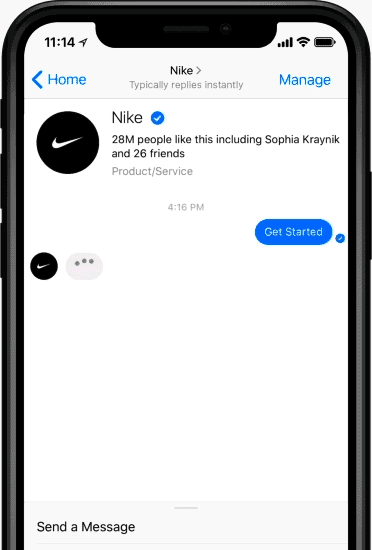 11:14
Home
Nike
Typically replies instantly
Manage
Nike
28M people like this including Sophia Kraynik
and 26 friends
Product/Service
4:16 PM
Get Started
Send a Message